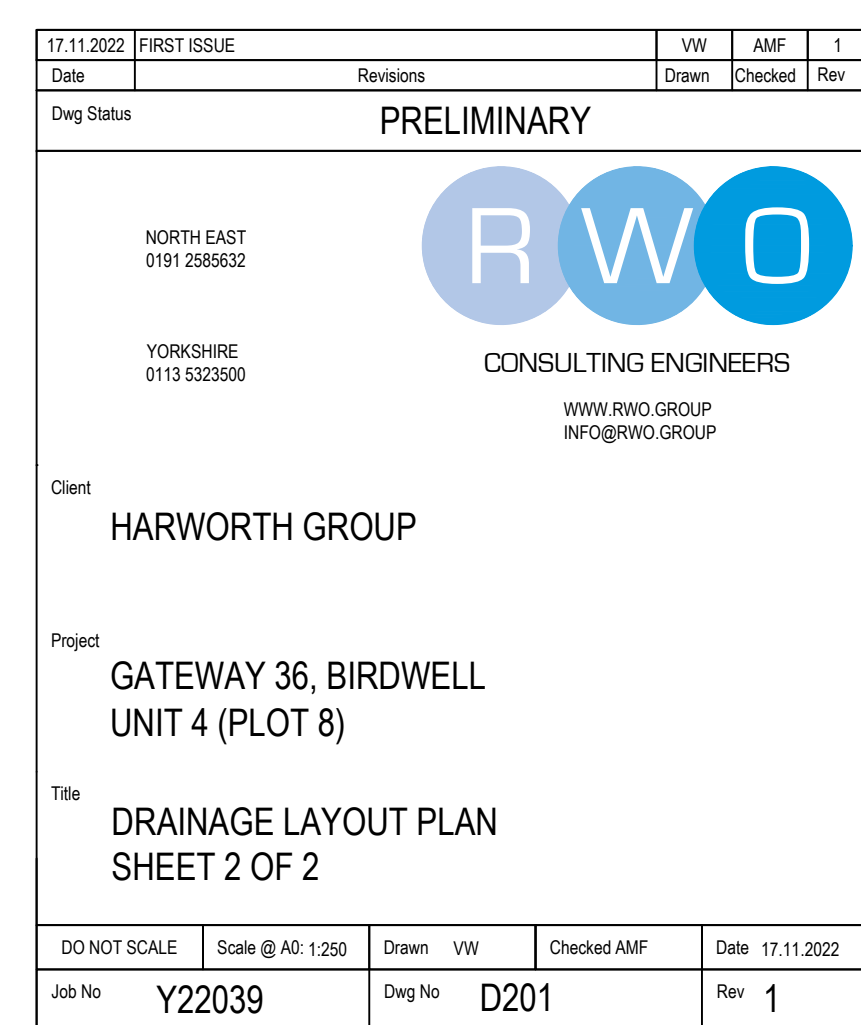 17.11.2022 FIRST ISSUE VW AMF 1
Date Revisions Drawn Checked Rev
Dwg Status PRELIMINARY
RWO
NORTH EAST
0191 2585632
YORKSHIRE
0113 5323500
CONSULTING ENGINEERS
WWW.RWO.GROUP
INFO@RWO.GROUP
Client
HARWORTH GROUP
Project
GATEWAY 36, BIRDWELL
UNIT 4 (PLOT 8)
Title
DRAINAGE LAYOUT PLAN
SHEET 2 OF 2
DO NOT SCALE Scale @ A0: 1:250 Drawn VW Checked AMF Date 17.11.2022
Job No Y22039 Dwg No D201 Rev 1